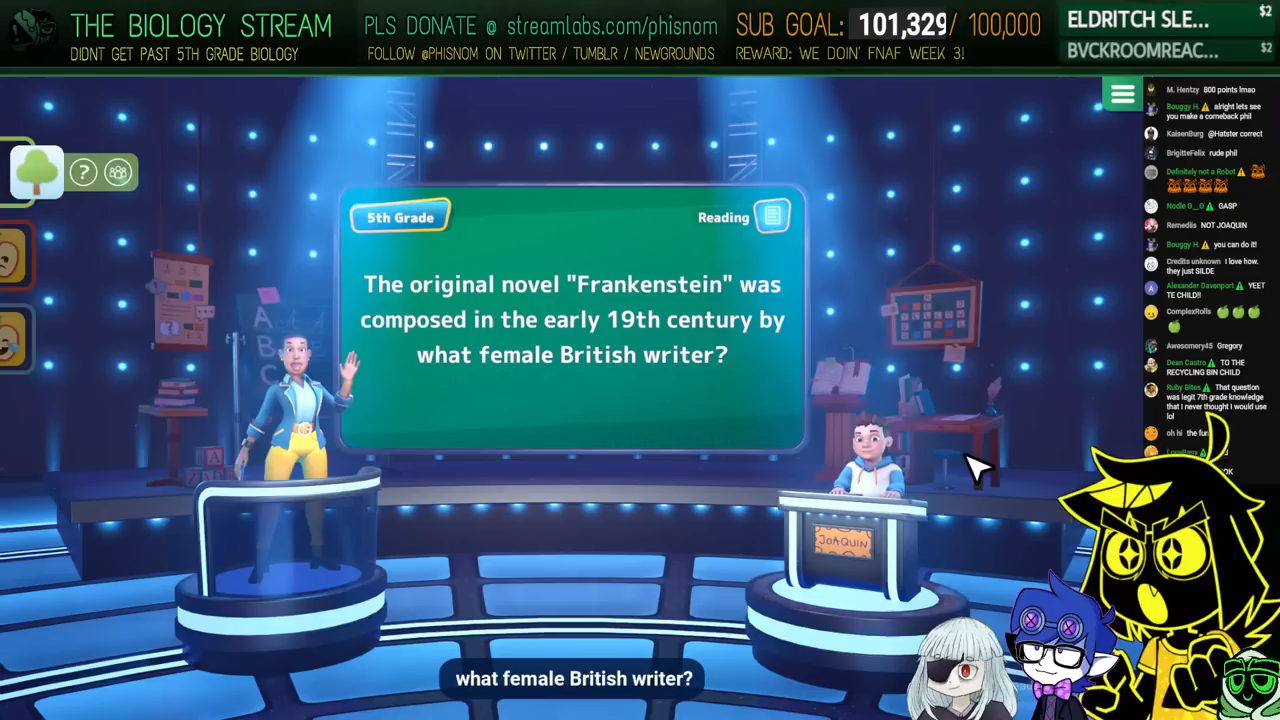 THE BIOLOGY STREAM
DIDNT GET PAST 5TH GRADE BIOLOGY
PLS DONATE @ streamlabs.com/phisnom
FOLLOW @PHISNOM ON TWITTER / TUMBLR / NEWGROUNDS
SUB GOAL: 101,329/ 100,000
REWARD: WE DOIN' FNAF WEEK 3!
ELDRITCH SLE... $2
BVCKROOMREAC... $2
5th Grade
Reading
The original novel "Frankenstein" was
composed in the early 19th century by
what female British writer?
A
B
C
A
JOAQUIN
what female British writer?
M. Hentzy 800 points lmao
Bouggy H. alright lets see
you make a comeback phil
KaisenBurg @Hatster correct
BrigitteFelix rude phil
Definitely not a Robot
Nodle 0_0 GASP
Remediis NOT JOAQUIN
Bouggy H. you can do it!
Credits unknown I love how.
they just SILDE
Alexander Davenport YEET
TE CHILD!!
ComplexRolls
Awesomery45 Gregory
Dean Castro TO THE
RECYCLING BIN CHILD
Ruby Bites That question
was legit 7th grade knowledge
that I never thought I would use
lol
oh hi the